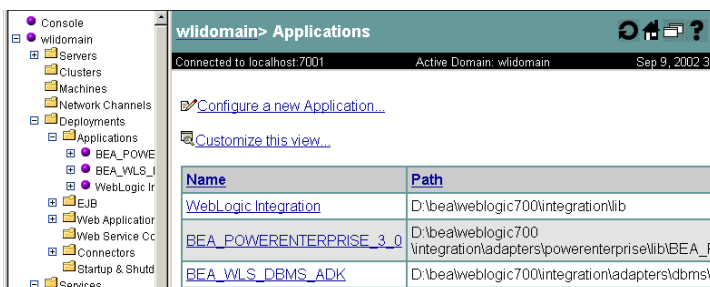 Console
wlidomain
Servers
Clusters
Machines
Network Channels
Deployments
Applications
BEA_POWE
BEA_WLS_I
WebLogic Ir
EJB
Web Application
Web Service Co
Connectors
Startup & Shutd
Services
wlidomain> Applications
?
Connected to localhost:7001 Active Domain: wlidomain Sep 9, 2002 3
Configure a new Application...
Customize this view...
Name Path
WebLogic Integration D:\bea\weblogic700\integration\lib
BEA_POWERENTERPRISE_3_0 D:\bea\weblogic700
\integration\adapters\powerenterprise\lib\BEA_
BEA_WLS_DBMS_ADK D:\bea\weblogic700\integration\adapters\dbms\